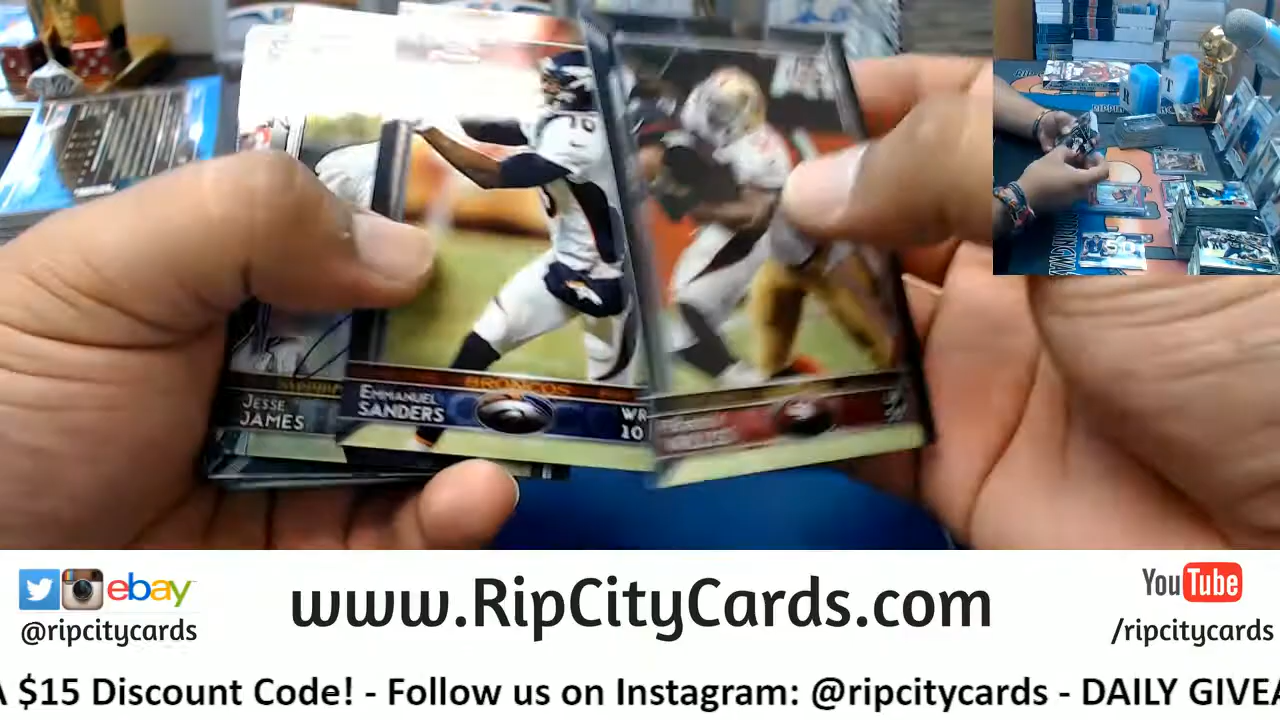 BRONCOS
EMMANUEL
SANDERS
WR
10
JESSE
JAMES
ebay
@ripcitycards
www.RipCityCards.com
YouTube
/ripcitycards
A $15 Discount Code! - Follow us on Instagram: @ripcitycards - DAILY GIVEA